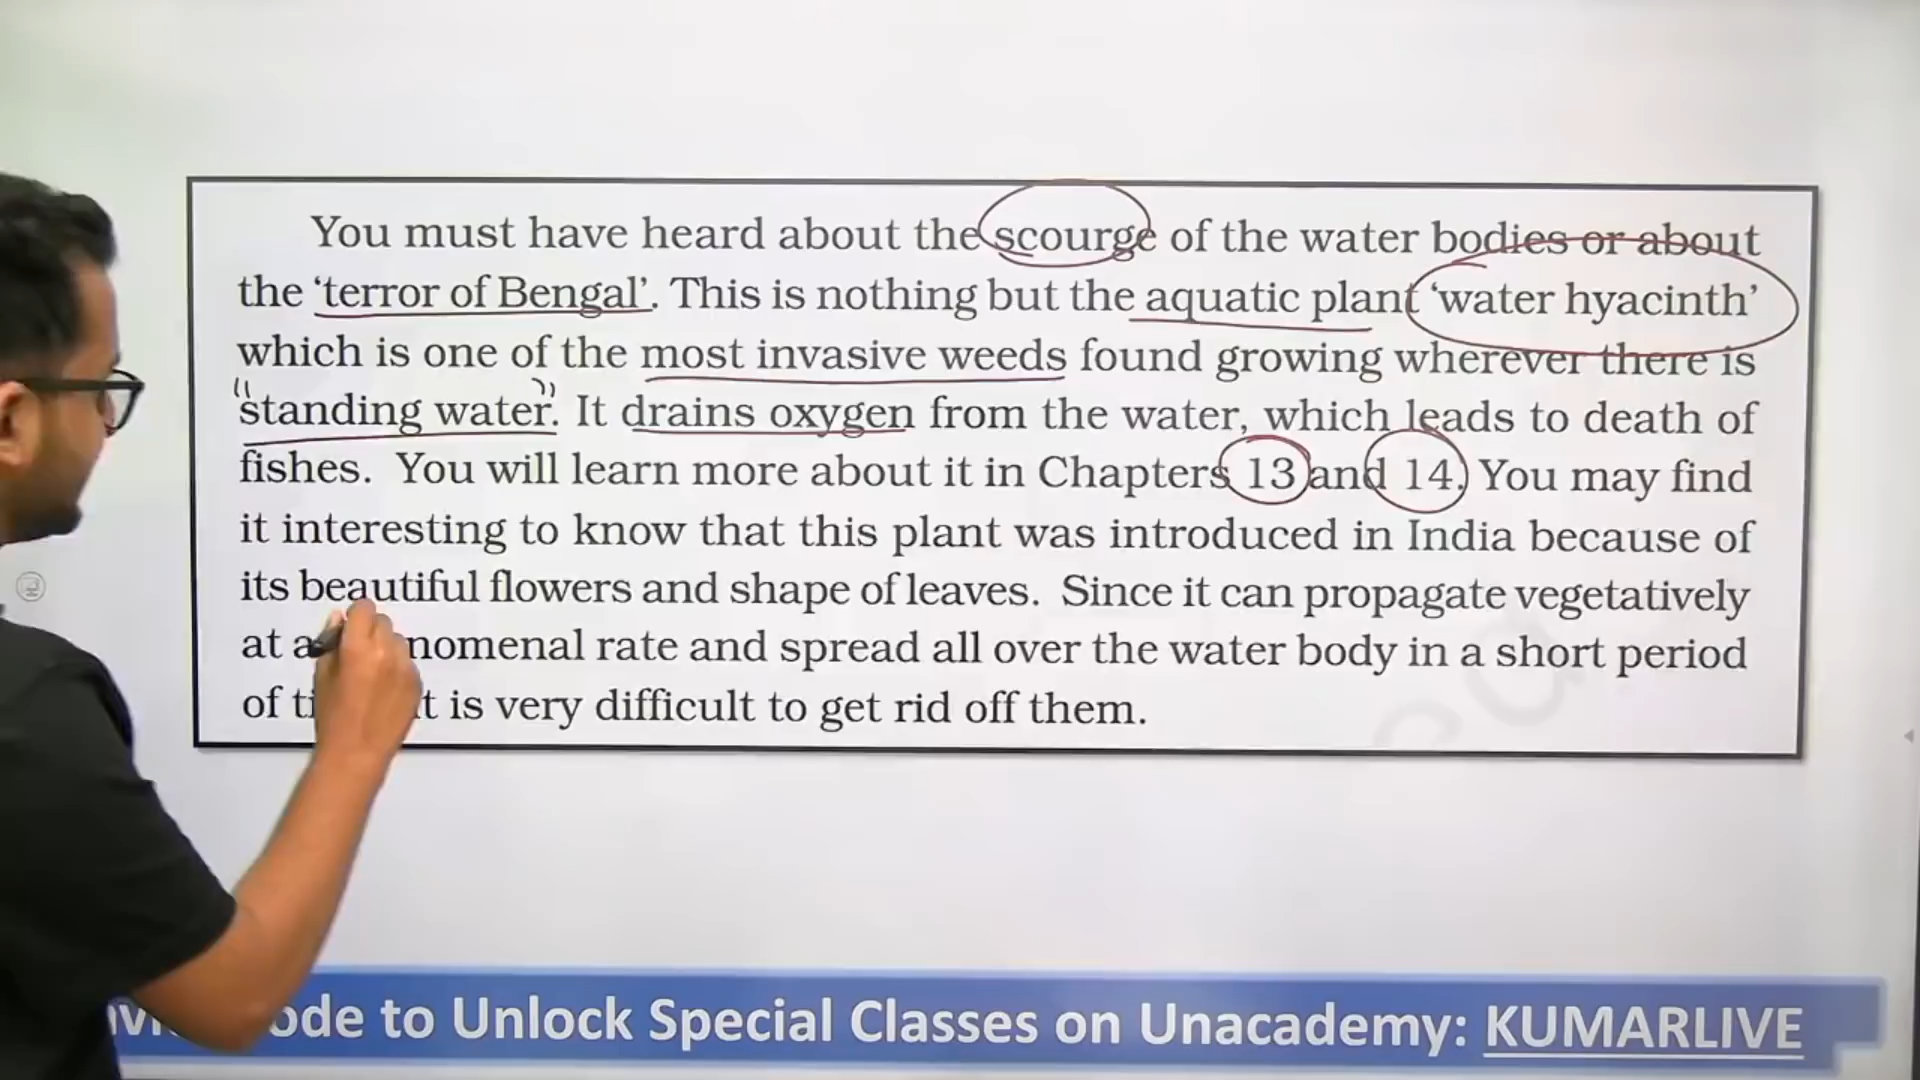 You must have heard about the scourge of the water bodies or about
the ‘terror of Bengal’. This is nothing but the aquatic plant ‘water hyacinth’
which is one of the most invasive weeds found growing wherever there is
standing water. It drains oxygen from the water, which leads to death of
fishes. You will learn more about it in Chapters 13 and 14. You may find
it interesting to know that this plant was introduced in India because of
its beautiful flowers and shape of leaves. Since it can propagate vegetatively
at a nomenal rate and spread all over the water body in a short period
of is very difficult to get rid off them.
ode to Unlock Special Classes on Unacademy: KUMARLIVE